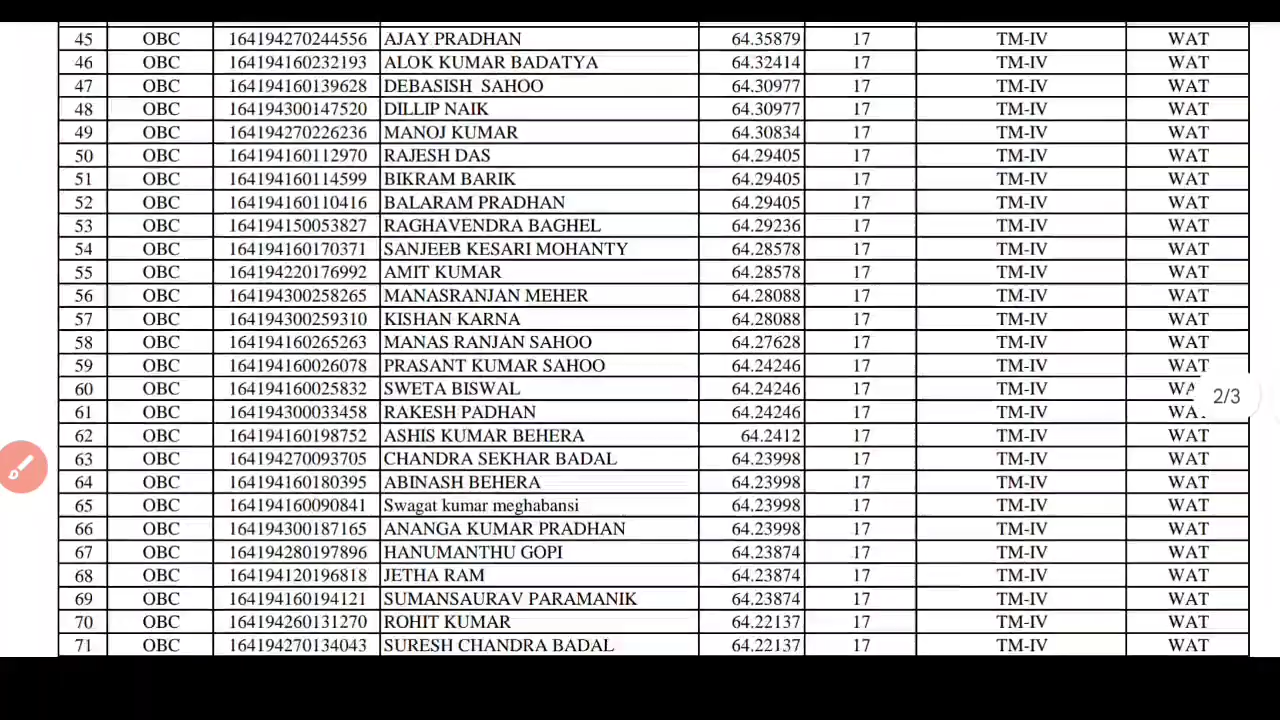 45 OBC 164194270244556 AJAY PRADHAN 64.35879 17 TM-IV WAT
46 OBC 164194160232193 ALOK KUMAR BADATYA 64.32414 17 TM-IV WAT
47 OBC 164194160139628 DEBASISH SAHOO 64.30977 17 TM-IV WAT
48 OBC 164194300147520 DILLIP NAIK 64.30977 17 TM-IV WAT
49 OBC 164194270226236 MANOJ KUMAR 64.30834 17 TM-IV WAT
50 OBC 164194160112970 RAJESH DAS 64.29405 17 TM-IV WAT
51 OBC 164194160114599 BIKRAM BARIK 64.29405 17 TM-IV WAT
52 OBC 164194160110416 BALARAM PRADHAN 64.29405 17 TM-IV WAT
53 OBC 164194150053827 RAGHAVENDRA BAGHEL 64.29236 17 TM-IV WAT
54 OBC 164194160170371 SANJEEB KESARI MOHANTY 64.28578 17 TM-IV WAT
55 OBC 164194220176992 AMIT KUMAR 64.28578 17 TM-IV WAT
56 OBC 164194300258265 MANASRANJAN MEHER 64.28088 17 TM-IV WAT
57 OBC 164194300259310 KISHAN KARNA 64.28088 17 TM-IV WAT
58 OBC 164194160265263 MANAS RANJAN SAHOO 64.27628 17 TM-IV WAT
59 OBC 164194160026078 PRASANT KUMAR SAHOO 64.24246 17 TM-IV WAT
60 OBC 164194160025832 SWETA BISWAL 64.24246 17 TM-IV
2/3
61 OBC 164194300033458 RAKESH PADHAN 64.24246 17 TM-IV WAT
62 OBC 164194160198752 ASHIS KUMAR BEHERA 64.2412 17 TM-IV WAT
63 OBC 164194270093705 CHANDRA SEKHAR BADAL 64.23998 17 TM-IV WAT
64 OBC 164194160180395 ABINASH BEHERA 64.23998 17 TM-IV WAT
65 OBC 164194160090841 Swagat kumar meghabansi 64.23998 17 TM-IV WAT
66 OBC 164194300187165 ANANGA KUMAR PRADHAN 64.23998 17 TM-IV WAT
67 OBC 164194280197896 HANUMANTHU GOPI 64.23874 17 TM-IV WAT
68 OBC 164194120196818 JETHA RAM 64.23874 17 TM-IV WAT
69 OBC 164194160194121 SUMANSAURAV PARAMANIK 64.23874 17 TM-IV WAT
70 OBC 164194260131270 ROHIT KUMAR 64.22137 17 TM-IV WAT
71 OBC 164194270134043 SURESH CHANDRA BADAL 64.22137 17 TM-IV WAT